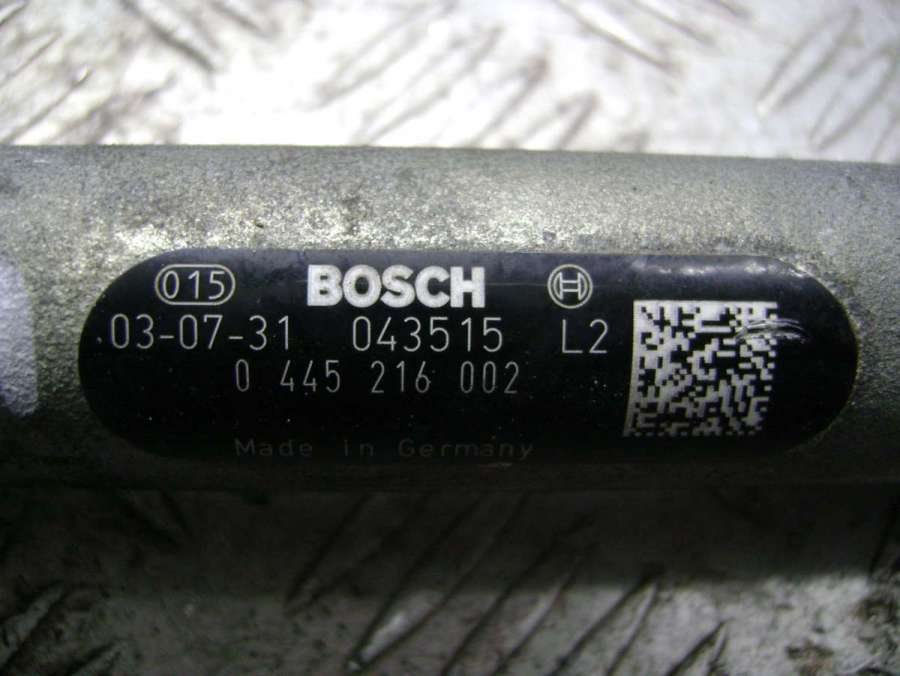 015 BOSCH
03-07-31 043515 L2
0 445 216 002
Made in Germany